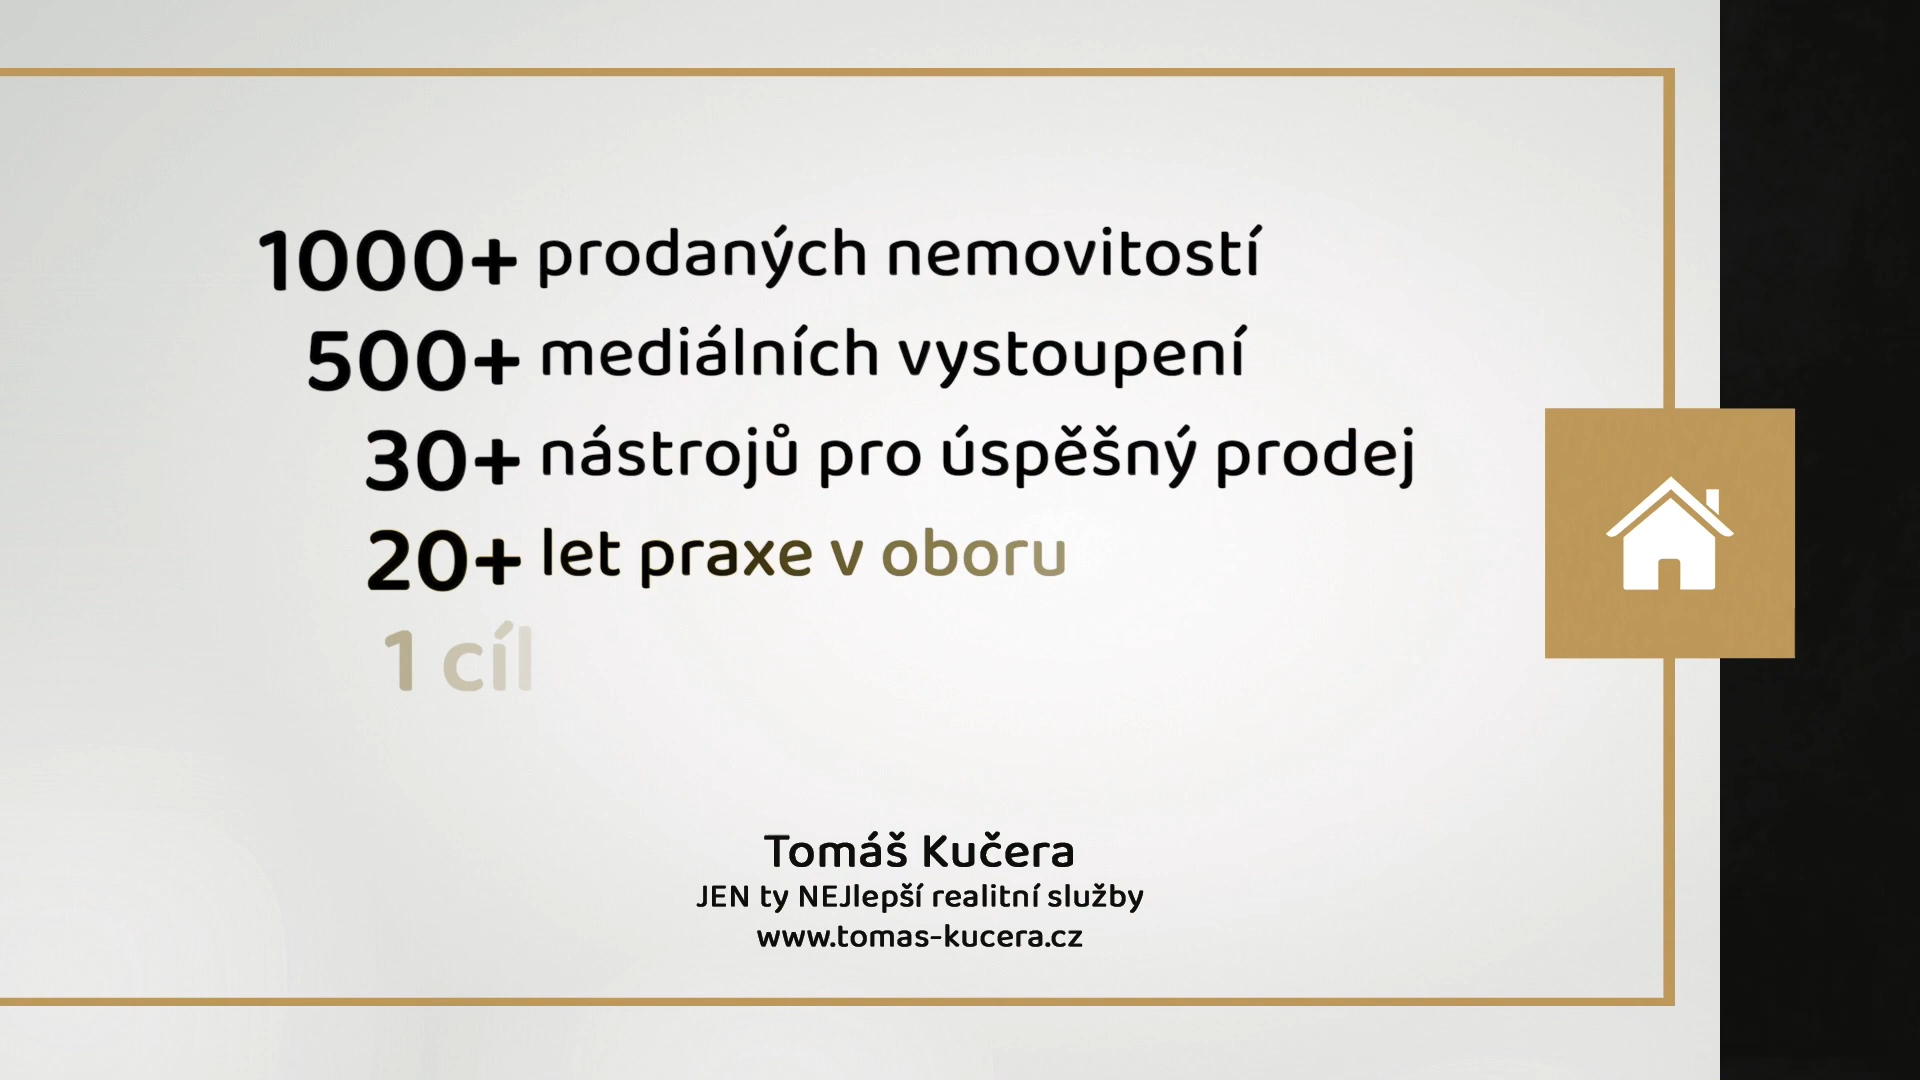 1000+ prodaných nemovitostí
500+ mediálních vystoupení
30+ nástrojů pro úspěšný prodej
20+ let praxe v oboru
1 cíl
Tomáš Kučera
JEN ty NEJlepší realitní služby
www.tomas-kucera.cz